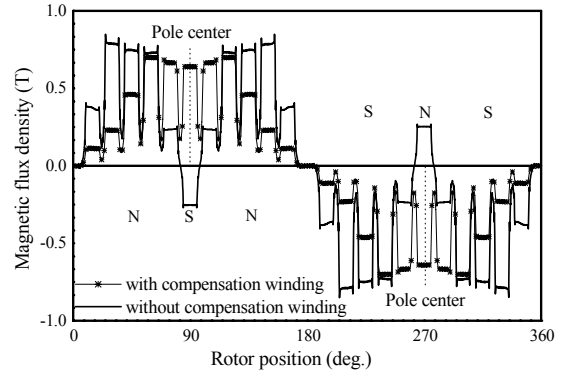 1.0
0.5
0.0
-0.5
-1.0
Magnetic flux density (T)
Pole center
S
N
S
N
S
N
with compensation winding
without compensation winding
Pole center
0
90
180
270
360
Rotor position (deg.)